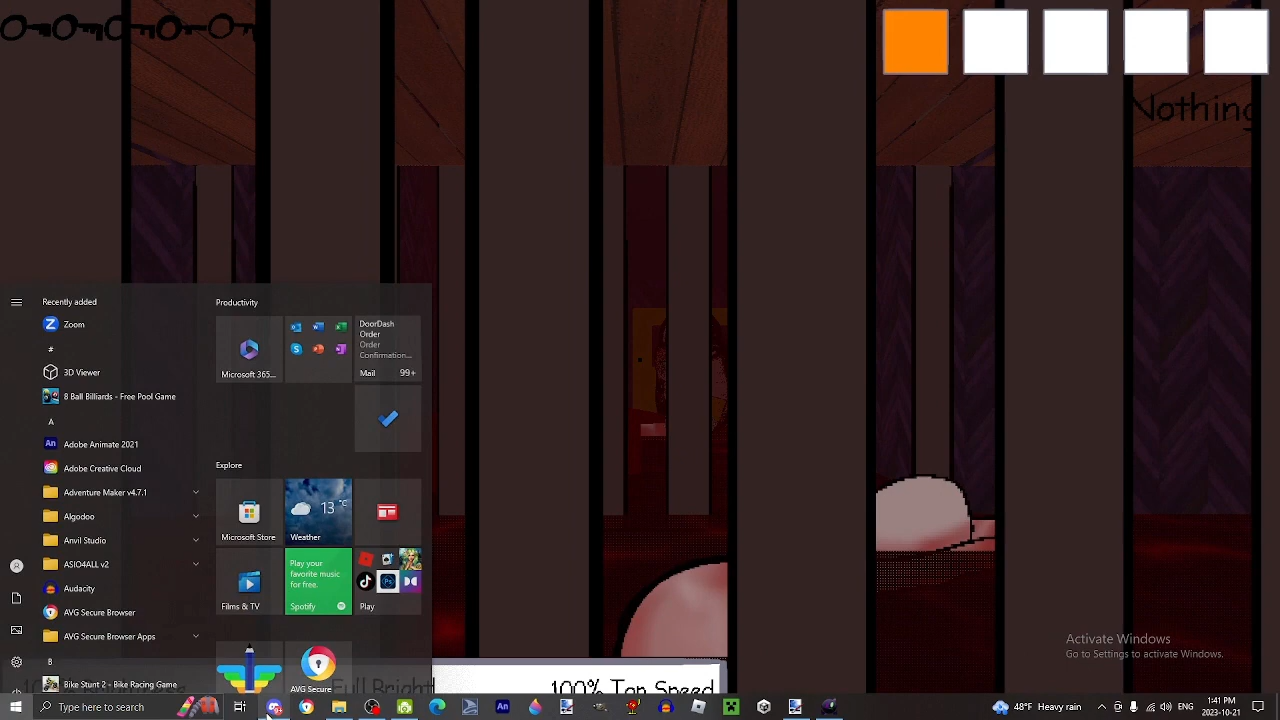 Nothing
Recently added
Zoom
#
3D Viewer
8 Ball Billiards - Free Pool Game
A
Adobe Animate 2021
Adobe Creative Cloud
Adventure Maker v4.7.1
Algodoo
Anvil Studio
ASIO4ALL v2
Audacity
AVG Secure Browser
AVG Secure Browser Apps
B
Bike Stunt 2 - Bike Racing Game
Productivity
Microsoft 365...
DoorDash
Order
Order
Confirmation...
Mail 99+
Explore
Microsoft Store
13 °C
Weather
Films & TV
Play your
favorite music
for free.
Spotify
Play
Full Bright
100% Top Speed
Activate Windows
Go to Settings to activate Windows.
Type here to search
48°F Heavy rain
1:41 PM
2023-10-21